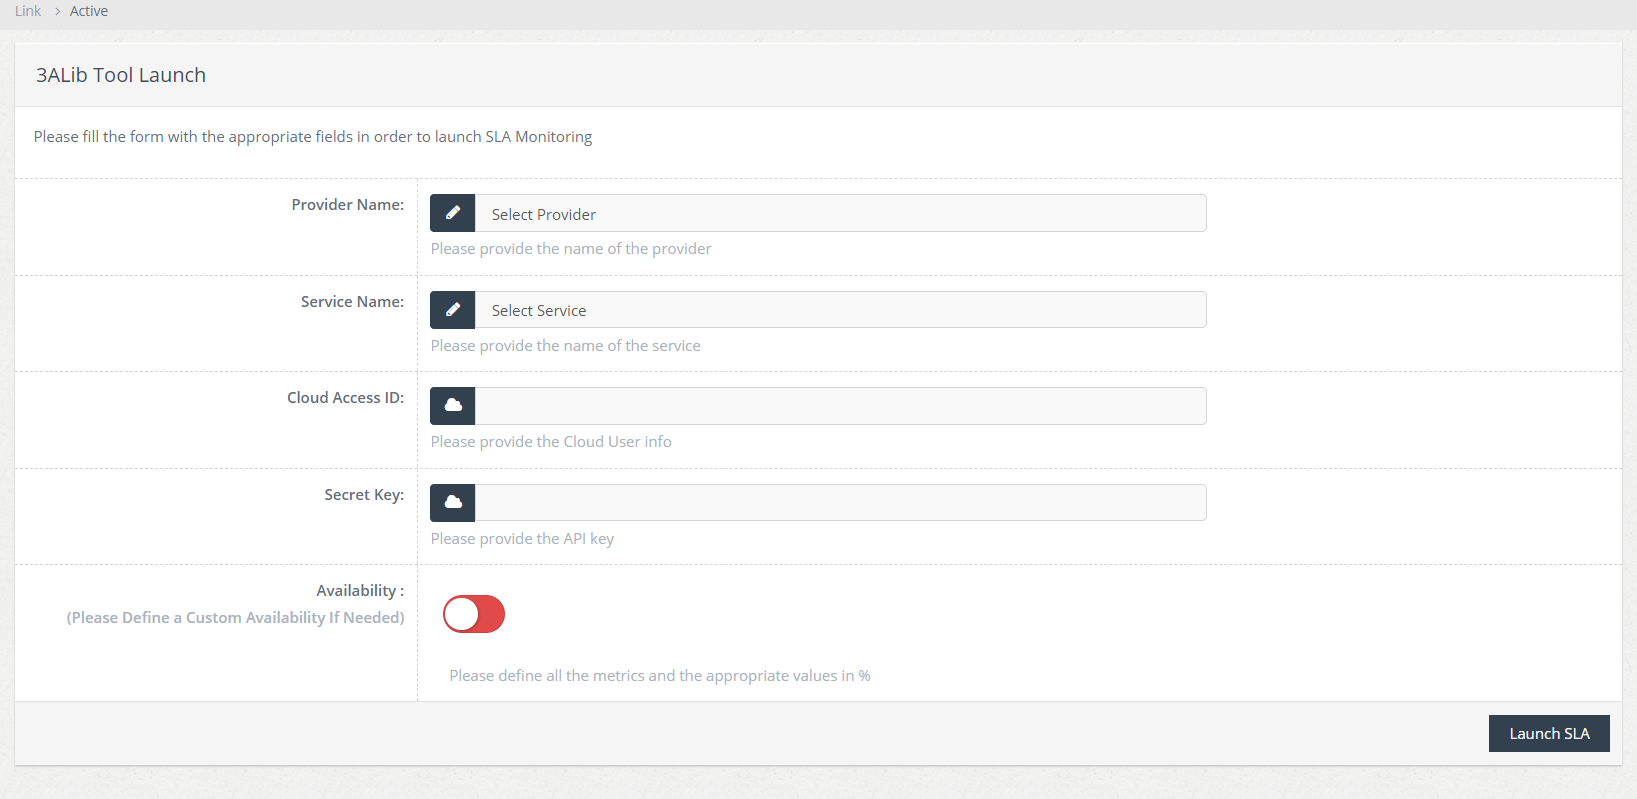 Link > Active
3ALib Tool Launch
Please fill the form with the appropriate fields in order to launch SLA Monitoring
Provider Name:
Select Provider
Please provide the name of the provider
Service Name:
Select Service
Please provide the name of the service
Cloud Access ID:
Please provide the Cloud User info
Secret Key:
Please provide the API key
Availability :
(Please Define a Custom Availability If Needed)
Please define all the metrics and the appropriate values in %
Launch SLA